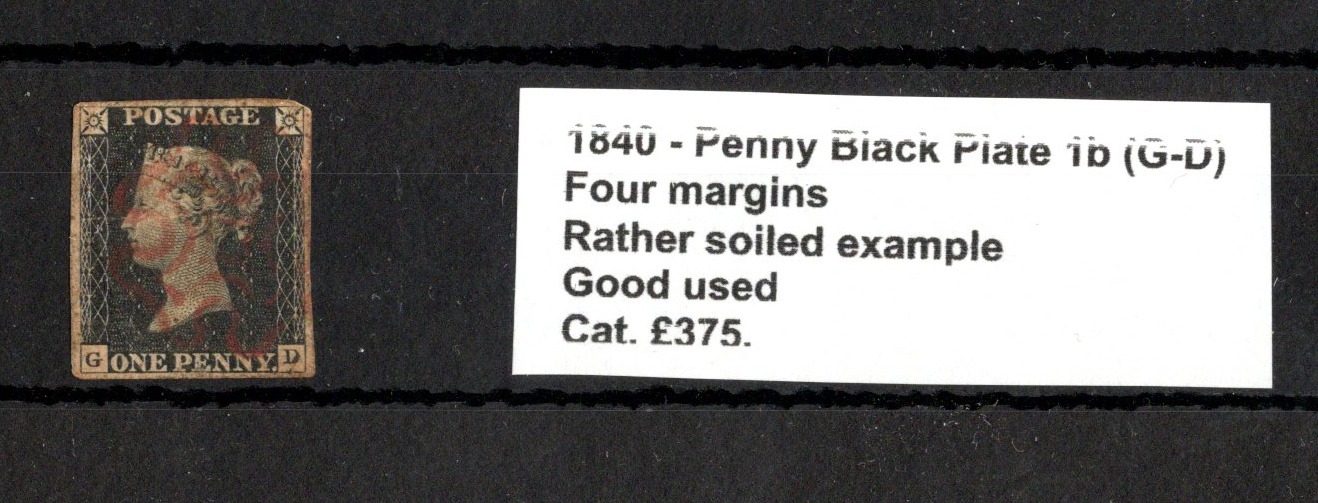 POSTAGE
G ONE PENNY. D
1840 - Penny Black Plate 1b (G-D)
Four margins
Rather soiled example
Good used
Cat. £375.